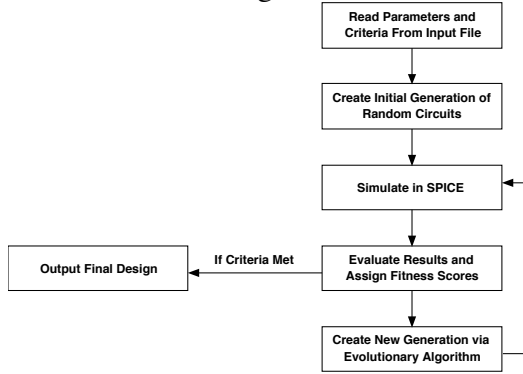 Read Parameters and
Criteria From Input File
Create Initial Generation of
Random Circuits
Simulate in SPICE
If Criteria Met
Output Final Design
Evaluate Results and
Assign Fitness Scores
Create New Generation via
Evolutionary Algorithm